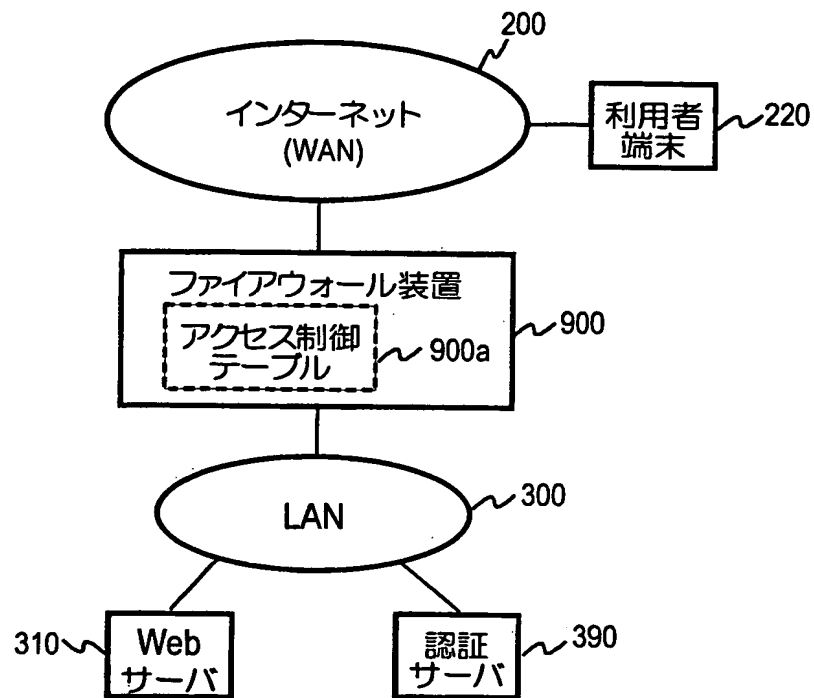 200
インターネット
(WAN)
利用者
端末
220
ファイアウォール装置
アクセス制御
テーブル
900a
900
LAN
300
310
Web
サーバ
認証
サーバ
390